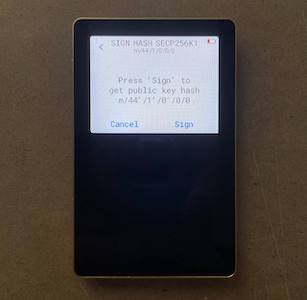 SIGN HASH SECP256K1
m/44'/1'/0'/0/0
Press 'Sign' to
get public key hash
m/44'/1'/0'/0/0
Cancel Sign